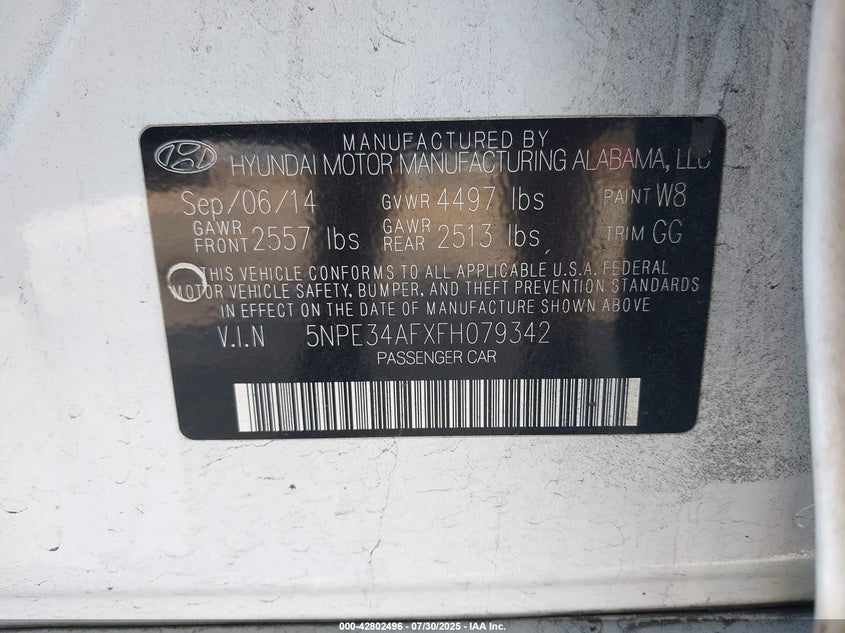 MANUFACTURED BY
HYUNDAI MOTOR MANUFACTURING ALABAMA, LLC
Sep/06/14 GVWR 4497 lbs PAINT W8
GAWR FRONT 2557 lbs GAWR REAR 2513 lbs TRIM GG
THIS VEHICLE CONFORMS TO ALL APPLICABLE U.S.A. FEDERAL
MOTOR VEHICLE SAFETY, BUMPER, AND THEFT PREVENTION STANDARDS
IN EFFECT ON THE DATE OF MANUFACTURE SHOWN ABOVE
V.I.N 5NPE34AFXFH079342
PASSENGER CAR
000-42802496 - 07/30/2025 - IAA Inc.